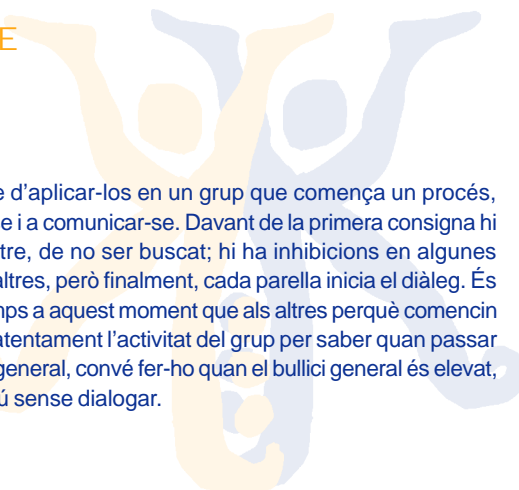 E
e d'aplicar-los en un grup que comença un procés,
e i a comunicar-se. Davant de la primera consigna hi
tre, de no ser buscat; hi ha inhibicions en algunes
altres, però finalment, cada parella inicia el diàleg. És
mps a aquest moment que als altres perquè comencin
atentament l'activitat del grup per saber quan passar
general, convé fer-ho quan el bullici general és elevat,
ú sense dialogar.